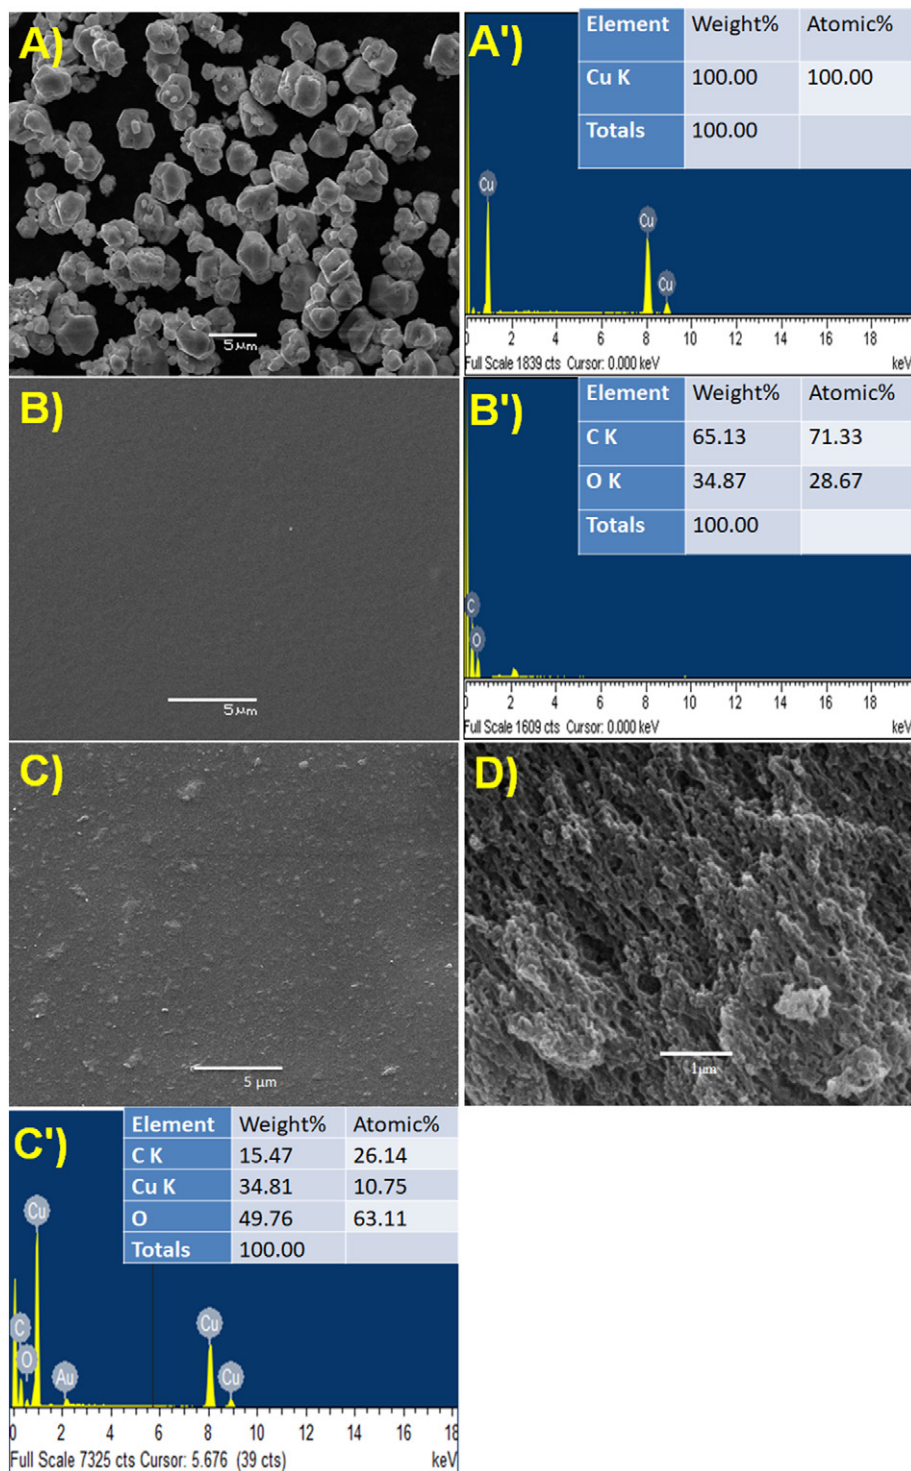 A)
5 µm
A')
Element Weight% Atomic%
Cu K 100.00 100.00
Totals 100.00
Cu
Cu
Cu
2 4 6 8 10 12 14 16 18
Full Scale 1839 cts Cursor: 0.000 keV keV
B)
5 µm
B')
Element Weight% Atomic%
C K 65.13 71.33
O K 34.87 28.67
Totals 100.00
C
O
0 2 4 6 8 10 12 14 16 18
Full Scale 1609 cts Cursor: 0.000 keV keV
C)
5 µm
D)
1µm
C')
Element Weight% Atomic%
C K 15.47 26.14
Cu K 34.81 10.75
O 49.76 63.11
Totals 100.00
Cu
C
O
Au
Cu
Cu
0 2 4 6 8 10 12 14 16 18
Full Scale 7325 cts Cursor: 5.676 (39 cts) keV